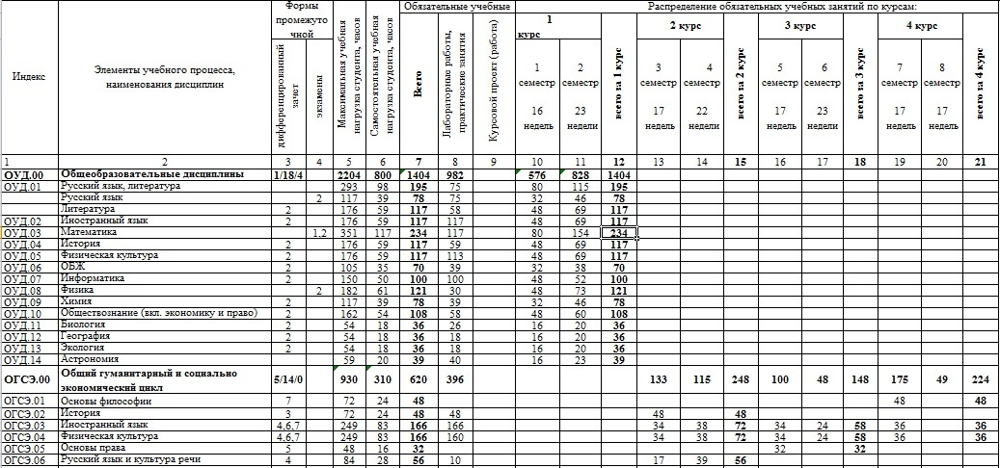 Формы промежуточной
Обязательные учебные
Распределение обязательных учебных занятий по курсам:
Индекс
Элементы учебного процесса, наименования дисциплин
дифференцированный зачет
экзамены
Максимальная учебная нагрузка студента, часов
Самостоятельная учебная нагрузка студента, часов
Всего
Лабораторные работы, практические занятия
Курсовой проект (работа)
1 курс
2 курс
3 курс
4 курс
1 семестр 16 недель
2 семестр 23 недели
всего за 1 курс
3 семестр 17 недель
4 семестр 22 недели
всего за 2 курс
5 семестр 17 недель
6 семестр 23 недель
всего за 3 курс
7 семестр 17 недель
8 семестр 17 недель
всего за 4 курс
1 2 3 4 5 6 7 8 9 10 11 12 13 14 15 16 17 18 19 20 21
ОУД.00 Общеобразовательные дисциплины 1/18/4 2204 800 1404 982 576 828 1404
ОУД.01 Русский язык, литература 293 98 195 75 80 115 195
Русский язык 2 117 39 78 75 32 46 78
Литература 2 176 59 117 58 48 69 117
ОУД.02 Иностранный язык 2 176 59 117 117 48 69 117
ОУД.03 Математика 1,2 351 117 234 117 80 154 234
ОУД.04 История 2 176 59 117 59 48 69 117
ОУД.05 Физическая культура 2 176 59 117 113 48 69 117
ОУД.06 ОБЖ 2 105 35 70 39 32 38 70
ОУД.07 Информатика 2 150 50 100 100 48 52 100
ОУД.08 Физика 2 182 61 121 30 48 73 121
ОУД.09 Химия 2 117 39 78 39 32 46 78
ОУД.10 Обществознание (вкл. экономику и право) 2 162 54 108 58 48 60 108
ОУД.11 Биология 2 54 18 36 26 16 20 36
ОУД.12 География 2 54 18 36 18 16 20 36
ОУД.13 Экология 2 54 18 36 18 16 20 36
ОУД.14 Астрономия 59 20 39 40 16 23 39
ОГСЭ.00 Общий гуманитарный и социально экономический цикл 5/14/0 930 310 620 396 133 115 248 100 48 148 175 49 224
ОГСЭ.01 Основы философии 7 72 24 48 48 48
ОГСЭ.02 История 3 72 24 48 48 48 48
ОГСЭ.03 Иностранный язык 4,6,7 249 83 166 166 34 38 72 34 24 58 36 36
ОГСЭ.04 Физическая культура 4,6,7 249 83 166 160 34 38 72 34 24 58 36 36
ОГСЭ.05 Основы права 5 48 16 32 32 32
ОГСЭ.06 Русский язык и культура речи 4 84 28 56 10 17 39 56